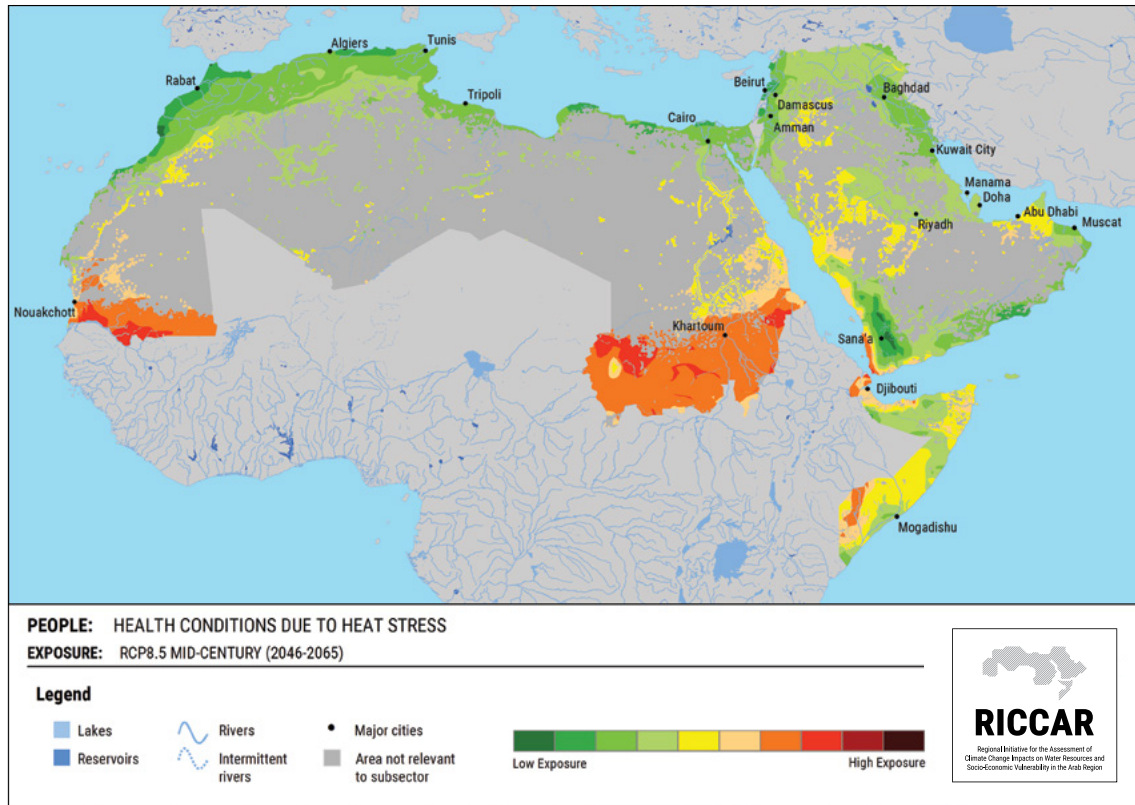 Algiers
Tunis
Rabat
Tripoli
Beirut
Damascus
Baghdad
Cairo
Amman
Kuwait City
Manama
Doha
Abu Dhabi
Riyadh
Muscat
Nouakchott
Khartoum
Sana'a
Djibouti
Mogadishu
PEOPLE: HEALTH CONDITIONS DUE TO HEAT STRESS
EXPOSURE: RCP8.5 MID-CENTURY (2046-2065)
Legend
Lakes
Reservoirs
Rivers
Intermittent
rivers
Major cities
Area not relevant
to subsector
Low Exposure
High Exposure
RICCAR
Regional Initiative for the Assessment of
Climate Change Impacts on Water Resources and
Socio-Economic Vulnerability in the Arab Region